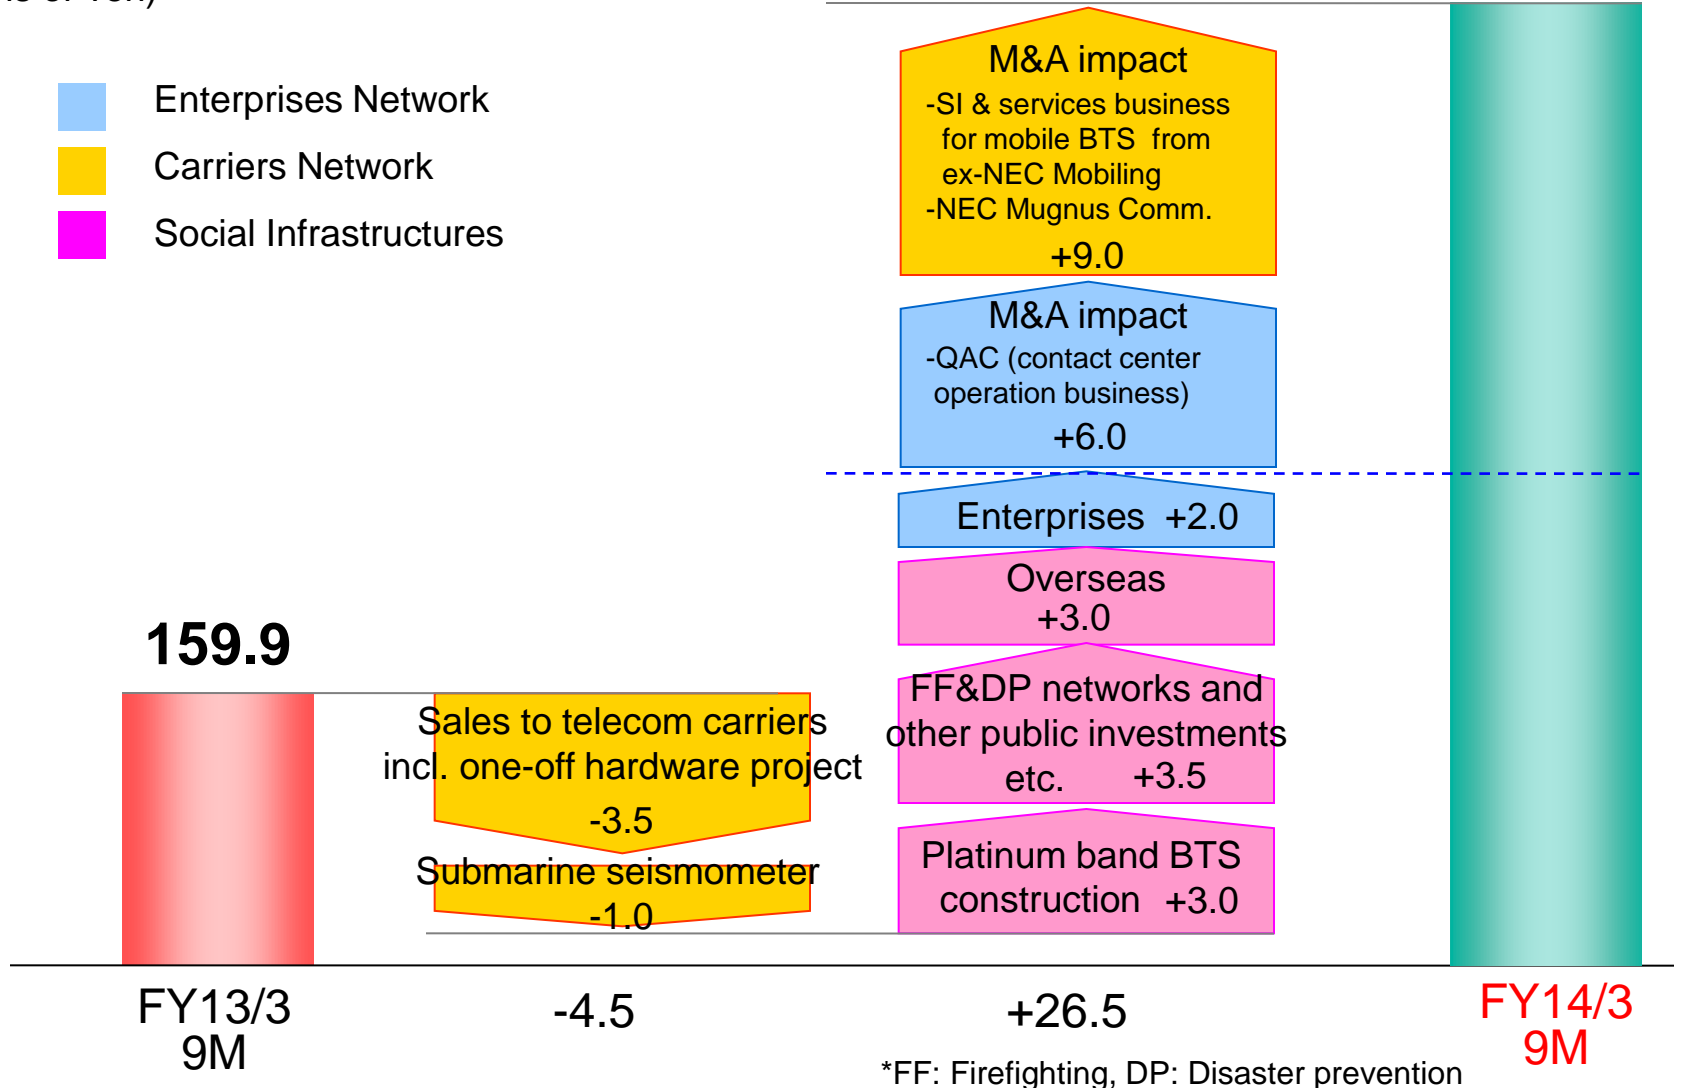 Enterprises Network
Carriers Network
Social Infrastructures
M&A impact
-SI & services business
for mobile BTS from
ex-NEC Mobiling
-NEC Mugnus Comm.
+9.0
M&A impact
-QAC (contact center
operation business)
+6.0
Enterprises +2.0
Overseas
+3.0
FF&DP networks and
other public investments
etc. +3.5
Platinum band BTS
construction +3.0
159.9
Sales to telecom carriers
incl. one-off hardware project
-3.5
Submarine seismometer
-1.0
FY13/3
9M
-4.5
+26.5
FY14/3
9M
*FF: Firefighting, DP: Disaster prevention